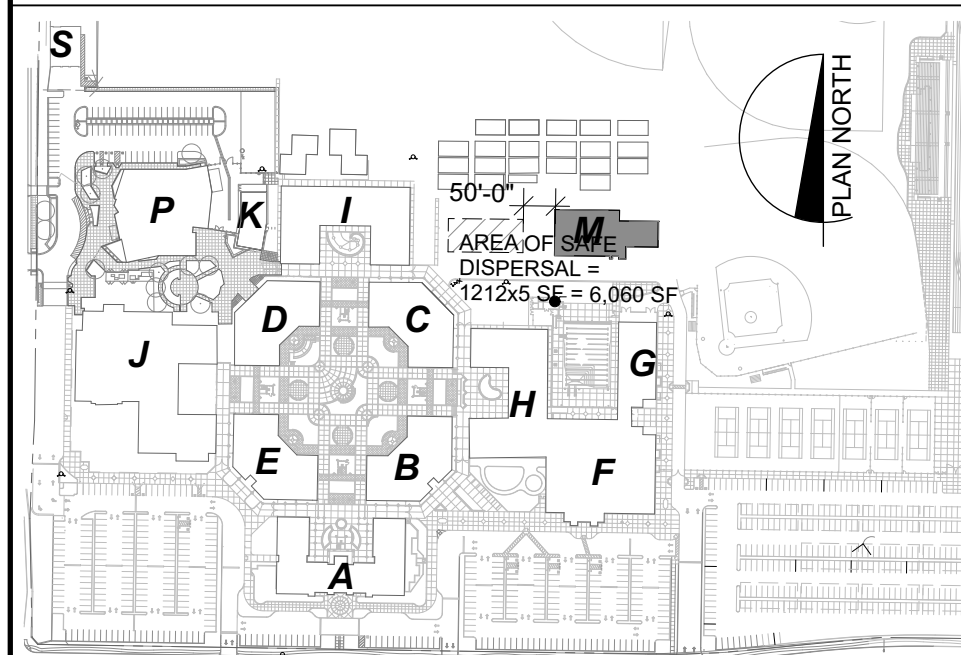 S
PLAN NORTH
50'-0"
P
K
I
M
AREA OF SAFE
DISPERSAL =
1212x5 SF = 6,060 SF
D
C
J
G
H
E
B
F
A